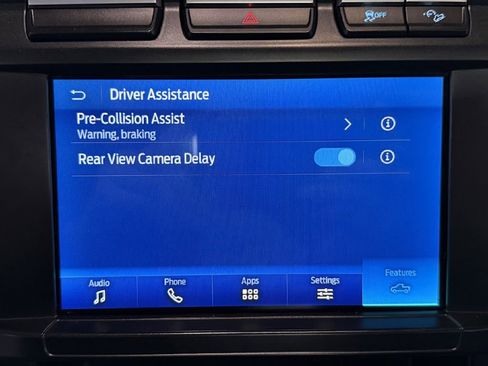 OFF
Driver Assistance
Pre-Collision Assist
Warning, braking
Rear View Camera Delay
Audio
Phone
Apps
Settings
Features